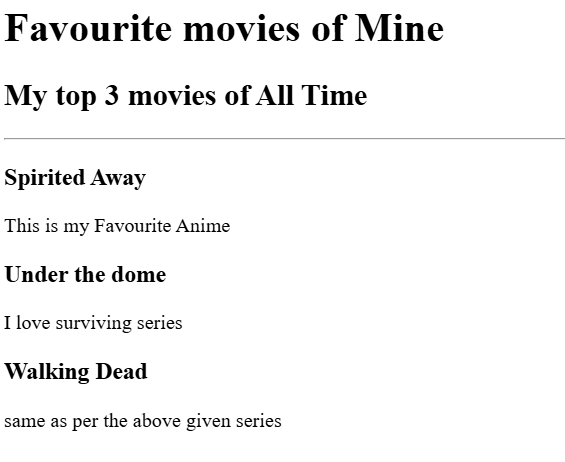 Favourite movies of Mine
My top 3 movies of All Time
Spirited Away
This is my Favourite Anime
Under the dome
I love surviving series
Walking Dead
same as per the above given series